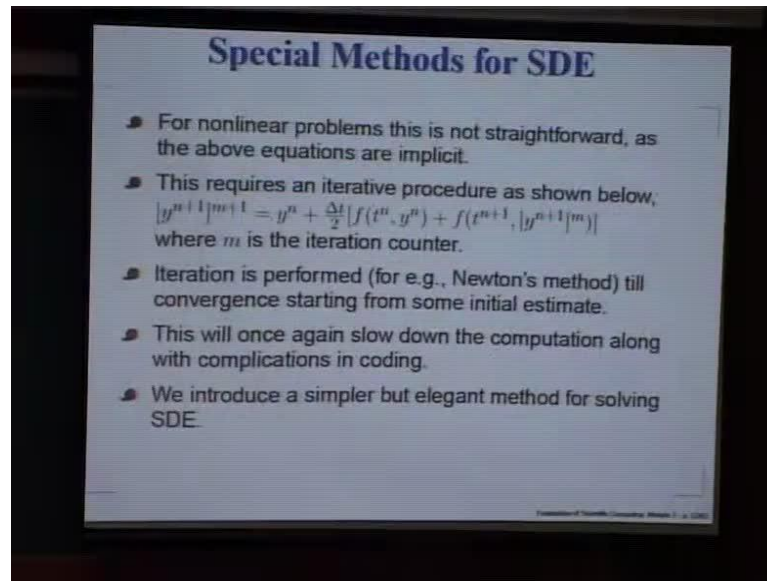 Special Methods for SDE
For nonlinear problems this is not straightforward, as
the above equations are implicit.
This requires an iterative procedure as shown below,
[y^{n+1}]^{m+1} = y^n + \frac{\Delta t}{2}[f(t^n, y^n) + f(t^{n+1}, [y^{n+1}]^m)]
where m is the iteration counter.
Iteration is performed (for e.g., Newton's method) till
convergence starting from some initial estimate.
This will once again slow down the computation along
with complications in coding.
We introduce a simpler but elegant method for solving
SDE.